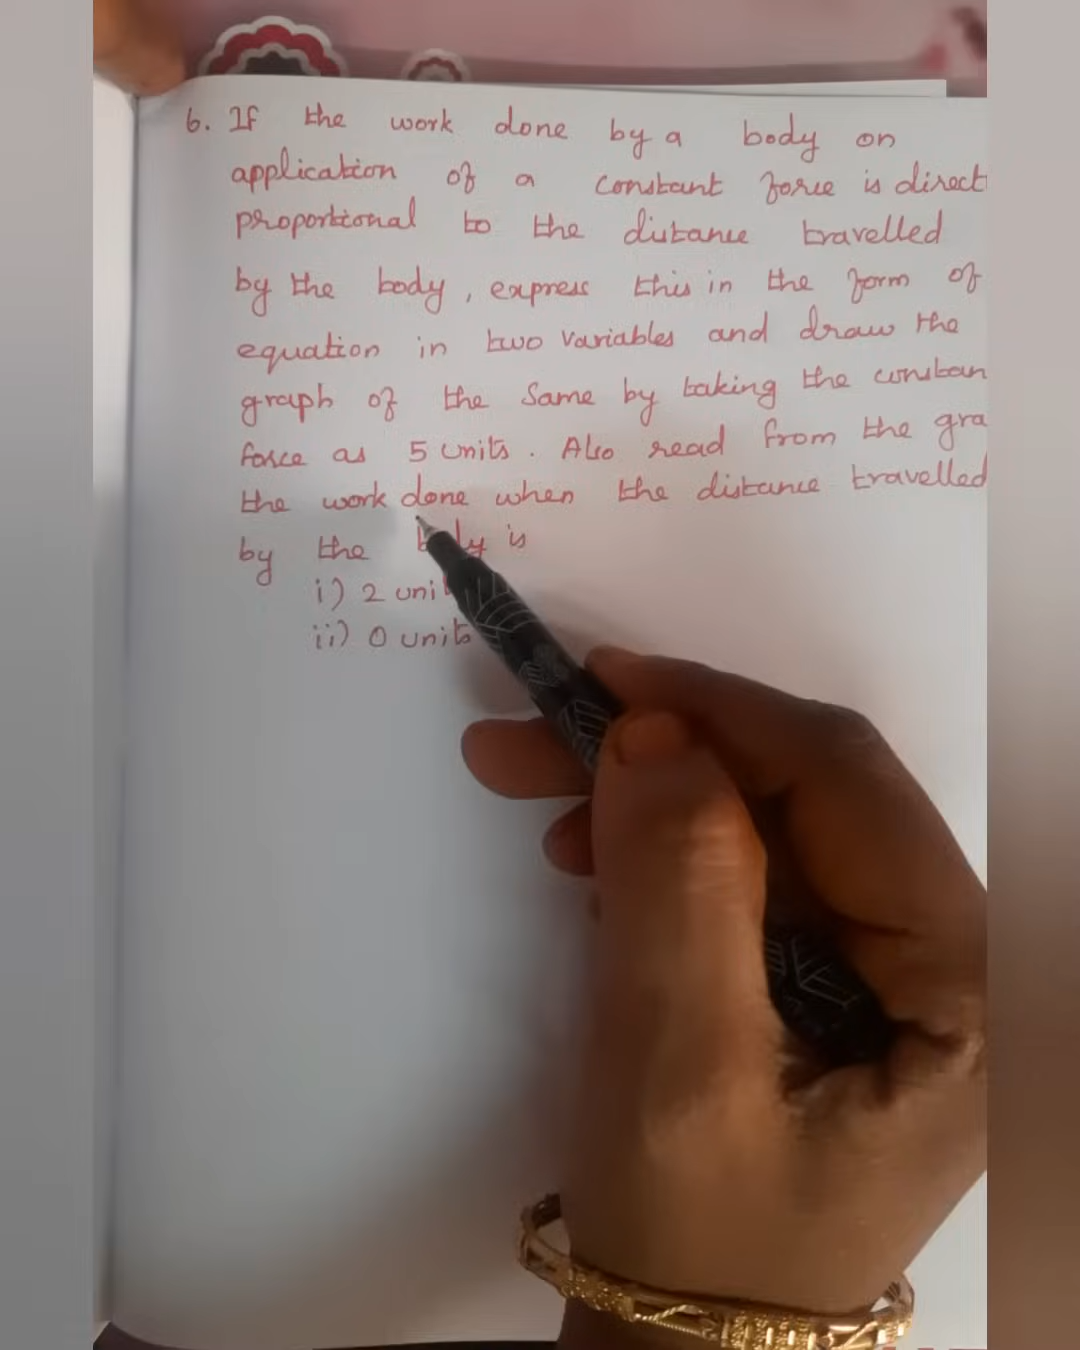 6. If the work done by a body on
application of a constant force is direct
proportional to the distance travelled
by the body, express this in the form of
equation in two variables and draw the
graph of the same by taking the constan
force as 5 units. Also read from the gra
the work done when the distance travelled
by the body is
i) 2 unit
ii) 0 units